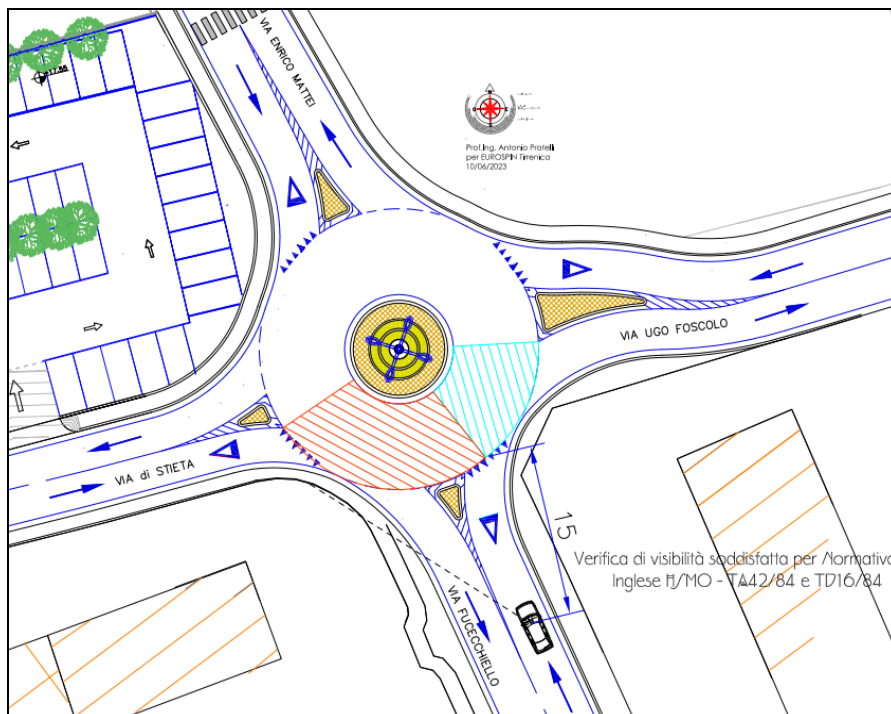 VIA ENRICO MATTEI
Prof.Ing. Antonio Pratelli
per EUROSPIN Tirrenica
10/06/2023
VIA UGO FOSCOLO
VIA di STIETA
15
Verifica di visibilità soddisfatta per Normativa
Inglese H/MO - TA42/84 e TD16/84
VIA FUCECCHIELLO